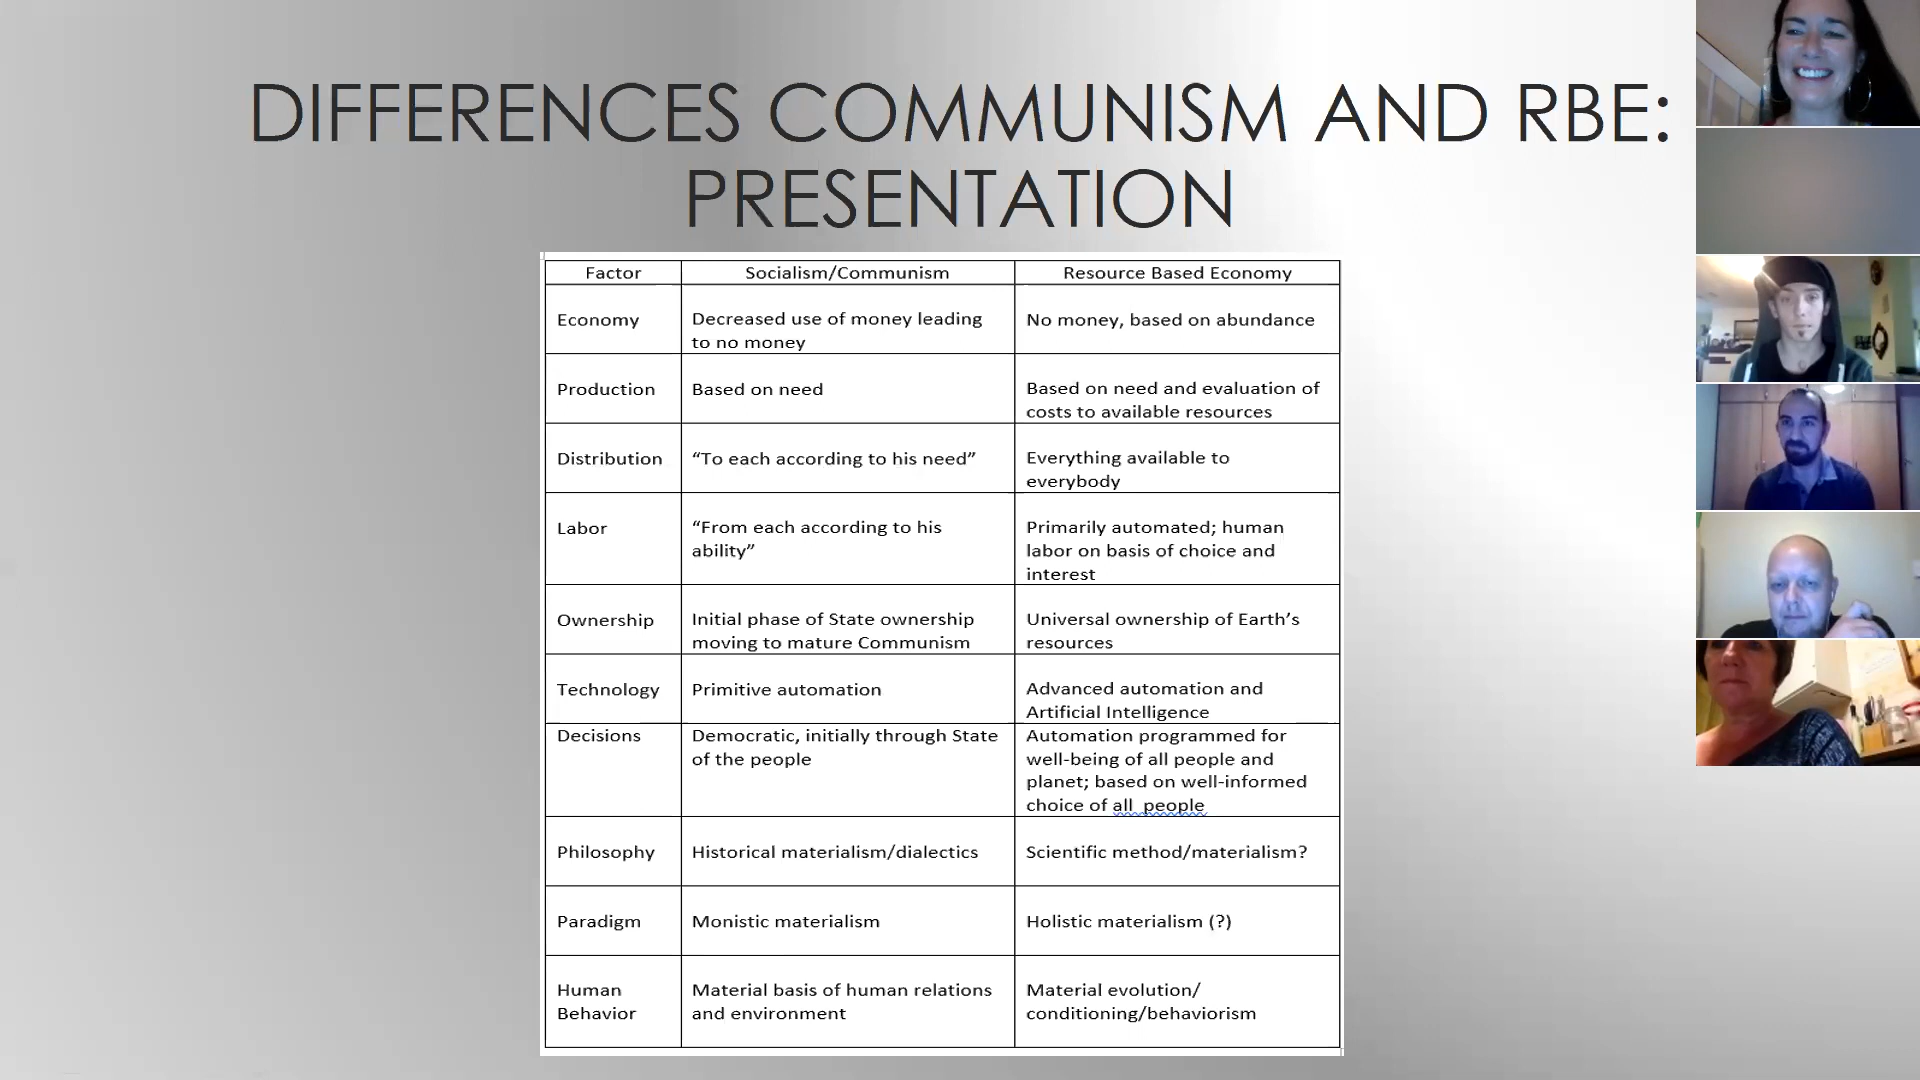 DIFFERENCES COMMUNISM AND RBE:
PRESENTATION
Factor Socialism/Communism Resource Based Economy
Economy Decreased use of money leading No money, based on abundance
to no money
Production Based on need Based on need and evaluation of
costs to available resources
Distribution “To each according to his need” Everything available to
everybody
Labor “From each according to his Primarily automated; human
ability” labor on basis of choice and
interest
Ownership Initial phase of State ownership Universal ownership of Earth’s
moving to mature Communism resources
Technology Primitive automation Advanced automation and
Artificial Intelligence
Decisions Democratic, initially through State Automation programmed for
of the people well-being of all people and
planet; based on well-informed
choice of all people
Philosophy Historical materialism/dialectics Scientific method/materialism?
Paradigm Monistic materialism Holistic materialism (?)
Human Material basis of human relations Material evolution/
Behavior and environment conditioning/behaviorism